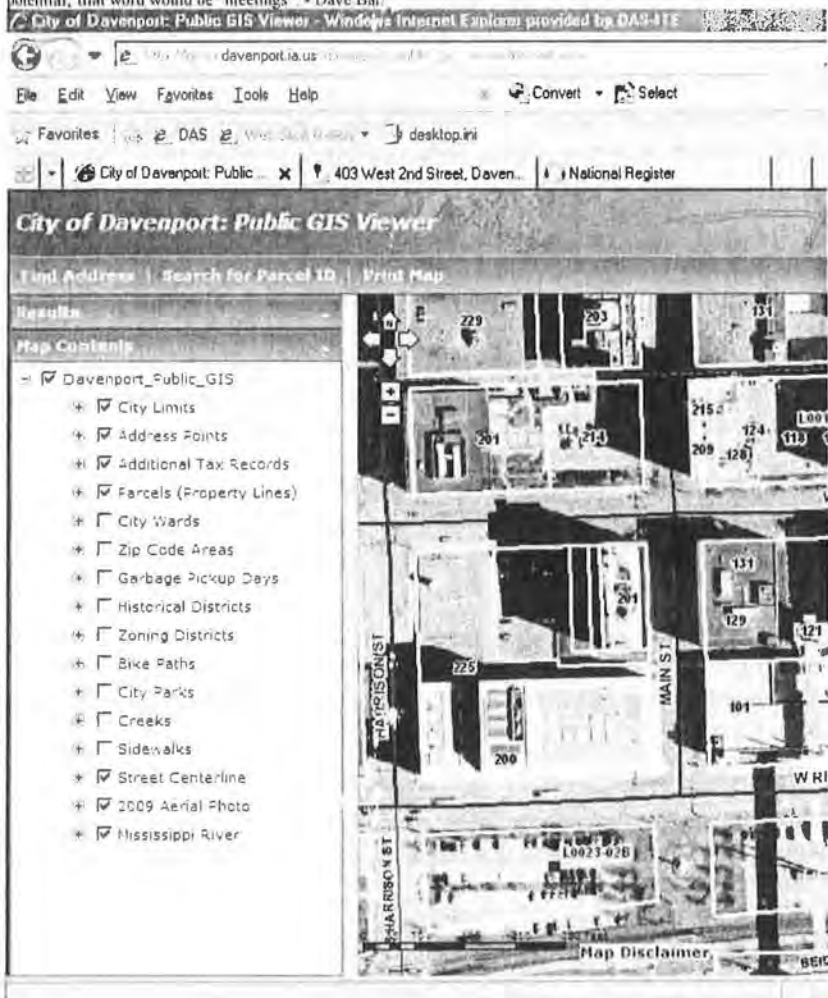 potential, that word would be "meetings" - Dave Bar
City of Davenport: Public GIS Viewer - Windows Internet Explorer provided by DAS-ITE
davenport.ia.us
File Edit View Favorites Tools Help Convert Select
Favorites DAS desktop.ini
City of Davenport: Public ... 403 West 2nd Street, Daven... National Register
City of Davenport: Public GIS Viewer
Find Address | Search for Parcel ID | Print Map
Results
Map Contents
Davenport_Public_GIS
City Limits
Address Points
Additional Tax Records
Parcels (Property Lines)
City Wards
Zip Code Areas
Garbage Pickup Days
Historical Districts
Zoning Districts
Bike Paths
City Parks
Creeks
Sidewalks
Street Centerline
2009 Aerial Photo
Mississippi River
N
229
203
131
201
214
215
209
124
128
118
L001
HARRISON ST
225
200
201
MAIN ST
131
129
121
101
W RI
HARRISON ST
L0023-02B
Map Disclaimer
BEID